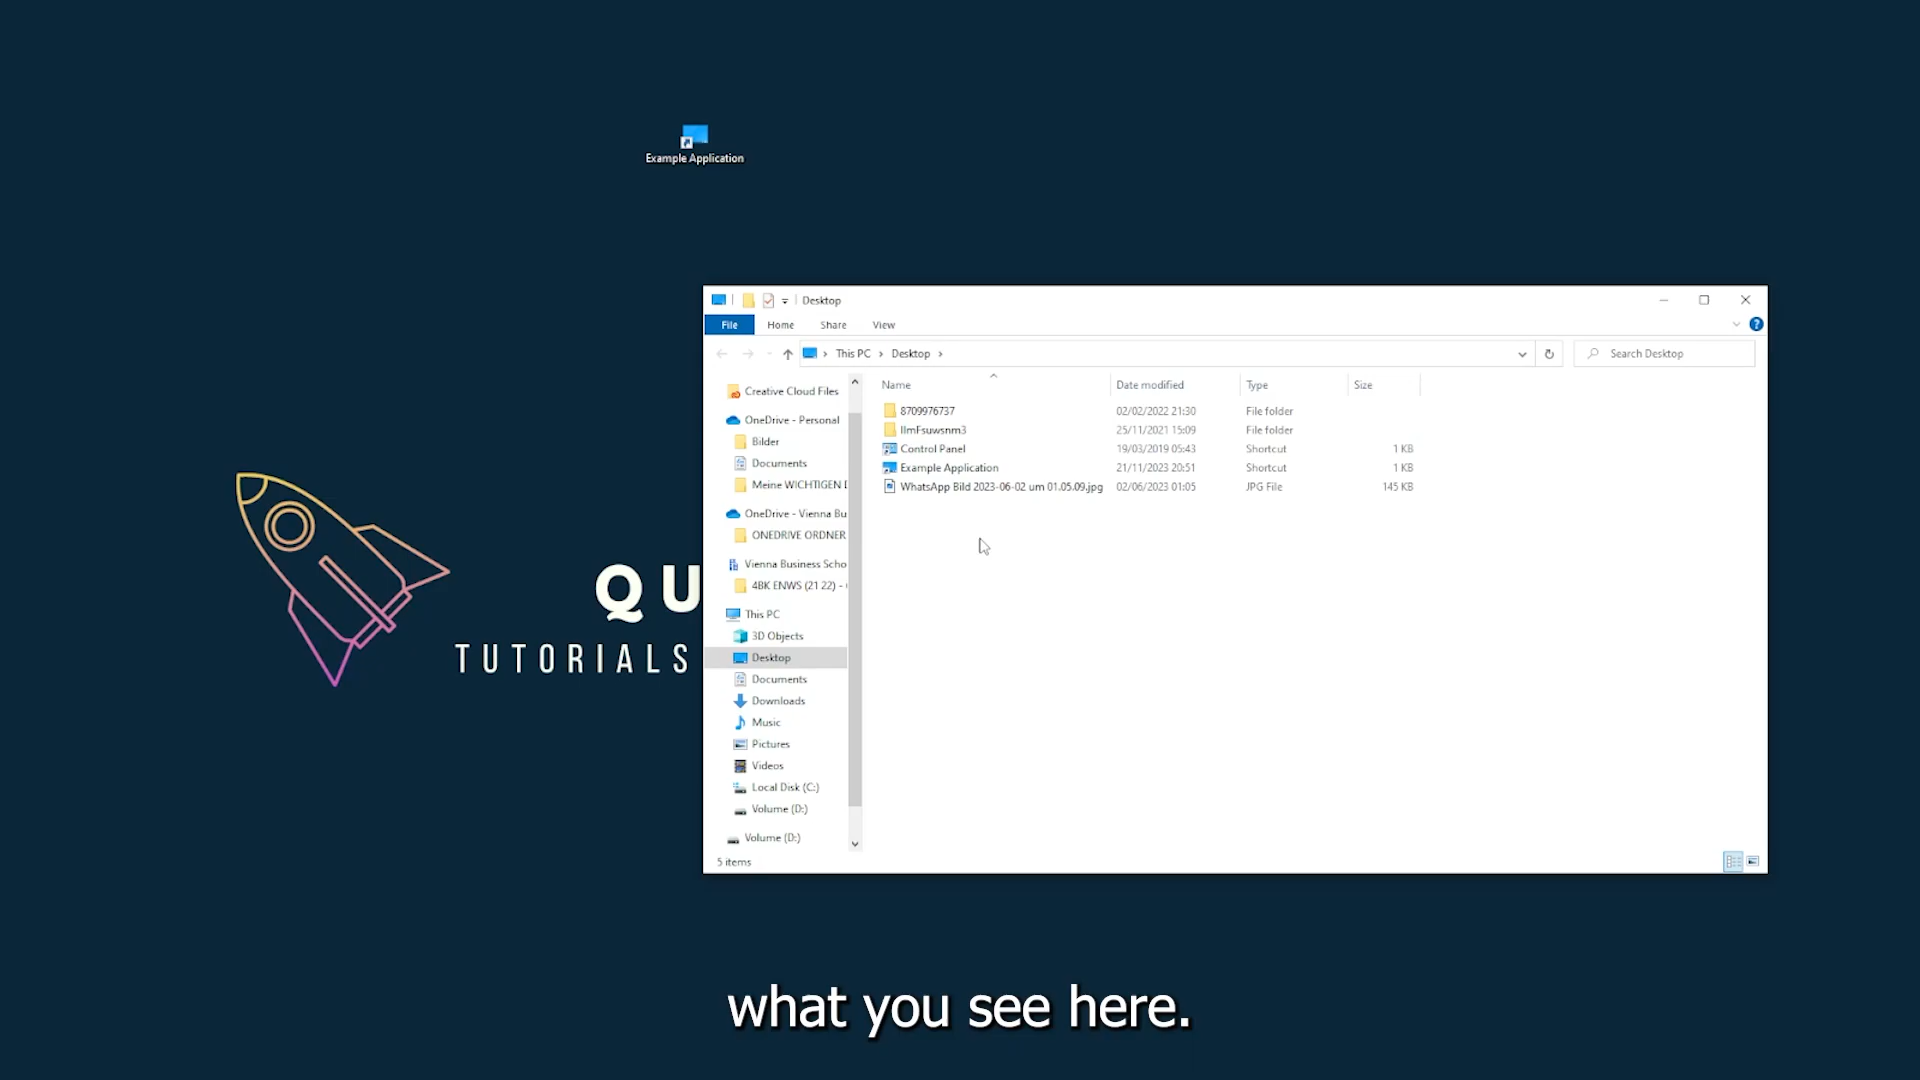 Example Application
QU
TUTORIALS
Desktop
File Home Share View
This PC Desktop
Search Desktop
Name Date modified Type Size
8709976737 02/02/2022 21:30 File folder
IlmFsuwsnm3 25/11/2021 15:09 File folder
Control Panel 19/03/2019 05:43 Shortcut 1 KB
Example Application 21/11/2023 20:51 Shortcut 1 KB
WhatsApp Bild 2023-06-02 um 01.05.09.jpg 02/06/2023 01:05 JPG File 145 KB
Creative Cloud Files
OneDrive - Personal
Bilder
Documents
Meine WICHTIGEN D
OneDrive - Vienna Bu
ONEDRIVE ORDNER
Vienna Business Scho
4BK ENWS (21 22) -
This PC
3D Objects
Desktop
Documents
Downloads
Music
Pictures
Videos
Local Disk (C:)
Volume (D:)
Volume (D:)
5 items
what you see here.